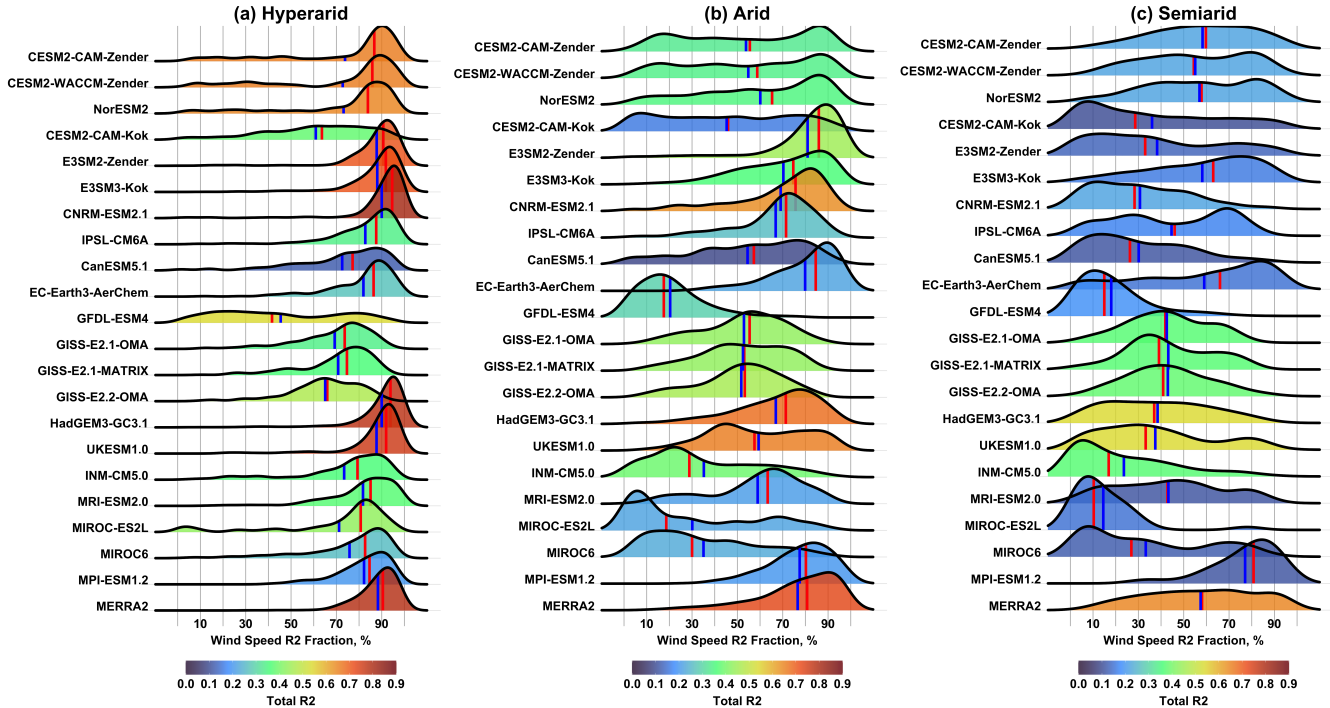 (a) Hyperarid
CESM2-CAM-Zender
CESM2-WACCM-Zender
NorESM2
CESM2-CAM-Kok
E3SM2-Zender
E3SM3-Kok
CNRM-ESM2.1
IPSL-CM6A
CanESM5.1
EC-Earth3-AerChem
GFDL-ESM4
GISS-E2.1-OMA
GISS-E2.1-MATRIX
GISS-E2.2-OMA
HadGEM3-GC3.1
UKESM1.0
INM-CM5.0
MRI-ESM2.0
MIROC-ES2L
MIROC6
MPI-ESM1.2
MERRA2
10 30 50 70 90
Wind Speed R2 Fraction, %
0.0 0.1 0.2 0.3 0.4 0.6 0.7 0.8 0.9
Total R2
(b) Arid
CESM2-CAM-Zender
CESM2-WACCM-Zender
NorESM2
CESM2-CAM-Kok
E3SM2-Zender
E3SM3-Kok
CNRM-ESM2.1
IPSL-CM6A
CanESM5.1
EC-Earth3-AerChem
GFDL-ESM4
GISS-E2.1-OMA
GISS-E2.1-MATRIX
GISS-E2.2-OMA
HadGEM3-GC3.1
UKESM1.0
INM-CM5.0
MRI-ESM2.0
MIROC-ES2L
MIROC6
MPI-ESM1.2
MERRA2
10 30 50 70 90
Wind Speed R2 Fraction, %
0.0 0.1 0.2 0.3 0.4 0.6 0.7 0.8 0.9
Total R2
(c) Semiarid
CESM2-CAM-Zender
CESM2-WACCM-Zender
NorESM2
CESM2-CAM-Kok
E3SM2-Zender
E3SM3-Kok
CNRM-ESM2.1
IPSL-CM6A
CanESM5.1
EC-Earth3-AerChem
GFDL-ESM4
GISS-E2.1-OMA
GISS-E2.1-MATRIX
GISS-E2.2-OMA
HadGEM3-GC3.1
UKESM1.0
INM-CM5.0
MRI-ESM2.0
MIROC-ES2L
MIROC6
MPI-ESM1.2
MERRA2
10 30 50 70 90
Wind Speed R2 Fraction, %
0.0 0.1 0.2 0.3 0.4 0.6 0.7 0.8 0.9
Total R2